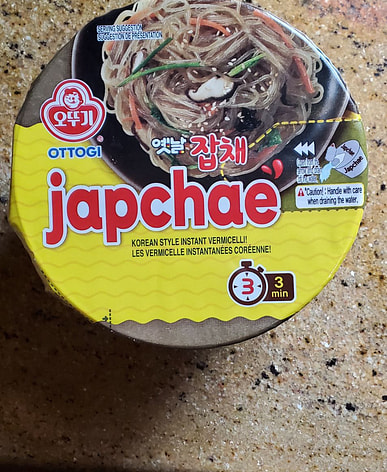 SERVING SUGGESTION
SUGGESTION DE PRÉSENTATION
오뚜기
OTTOGI
옛날 잡채
japchae
Japchae
"Caution!: Handle with care
when draining the water.
KOREAN STYLE INSTANT VERMICELLI!
LES VERMICELLE INSTANTANÉES CORÉENNE!
3
3
min